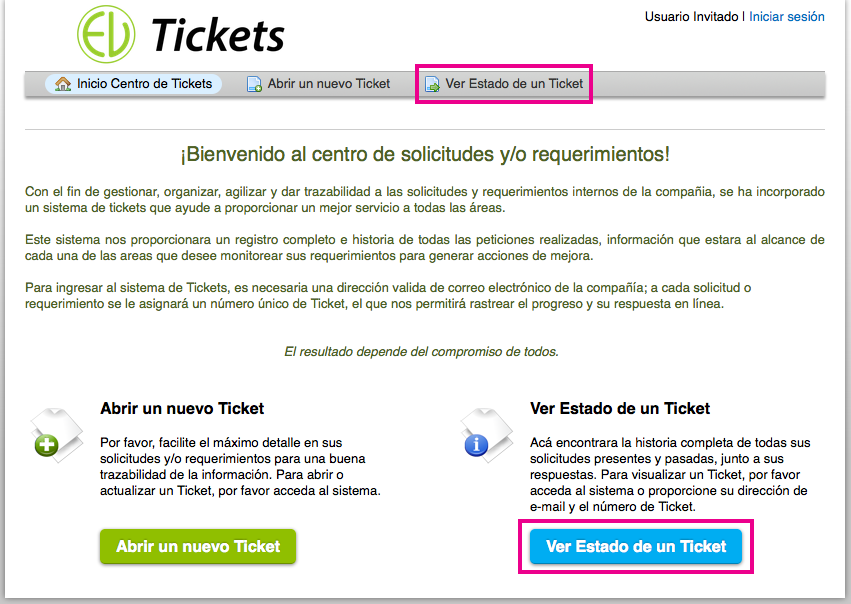 EV Tickets
Usuario Invitado | Iniciar sesión
Inicio Centro de Tickets
Abrir un nuevo Ticket
Ver Estado de un Ticket
¡Bienvenido al centro de solicitudes y/o requerimientos!
Con el fin de gestionar, organizar, agilizar y dar trazabilidad a las solicitudes y requerimientos internos de la compañia, se ha incorporado
un sistema de tickets que ayude a proporcionar un mejor servicio a todas las áreas.
Este sistema nos proporcionara un registro completo e historia de todas las peticiones realizadas, información que estara al alcance de
cada una de las areas que desee monitorear sus requerimientos para generar acciones de mejora.
Para ingresar al sistema de Tickets, es necesaria una dirección valida de correo electrónico de la compañía; a cada solicitud o
requerimiento se le asignará un número único de Ticket, el que nos permitirá rastrear el progreso y su respuesta en línea.
El resultado depende del compromiso de todos.
Abrir un nuevo Ticket
Por favor, facilite el máximo detalle en sus
solicitudes y/o requerimientos para una buena
trazabilidad de la información. Para abrir o
actualizar un Ticket, por favor acceda al sistema.
Abrir un nuevo Ticket
Ver Estado de un Ticket
Acá encontrara la historia completa de todas sus
solicitudes presentes y pasadas, junto a sus
respuestas. Para visualizar un Ticket, por favor
acceda al sistema o proporcione su dirección de
e-mail y el número de Ticket.
Ver Estado de un Ticket